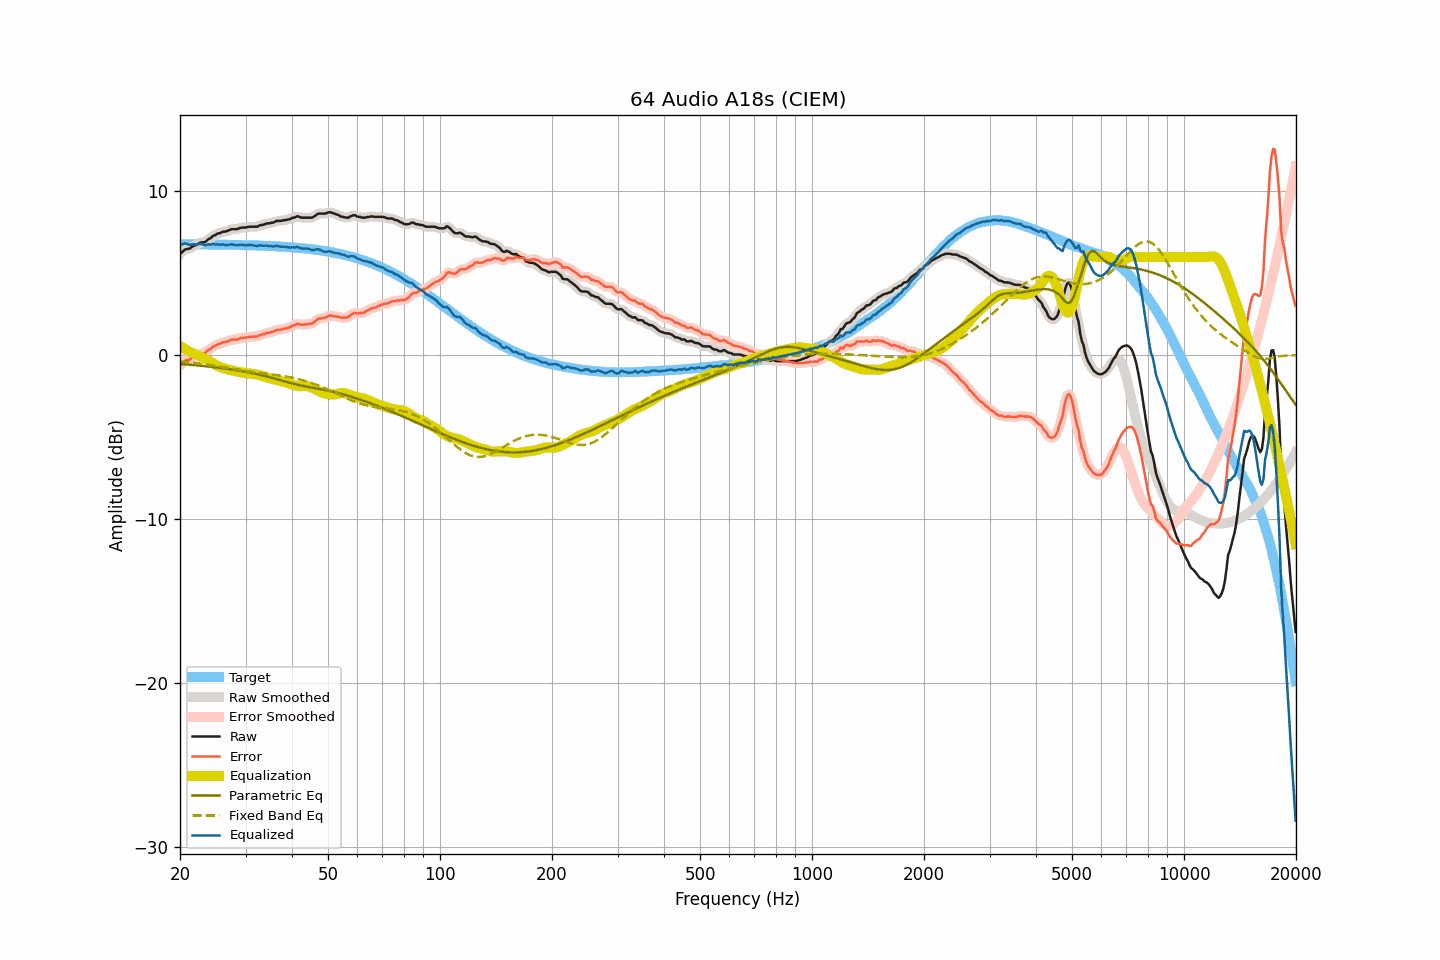 64 Audio A18s (CIEM)
Amplitude (dBr)
10
0
−10
−20
−30
Target
Raw Smoothed
Error Smoothed
Raw
Error
Equalization
Parametric Eq
Fixed Band Eq
Equalized
20 50 100 200 500 1000 2000 5000 10000 20000
Frequency (Hz)